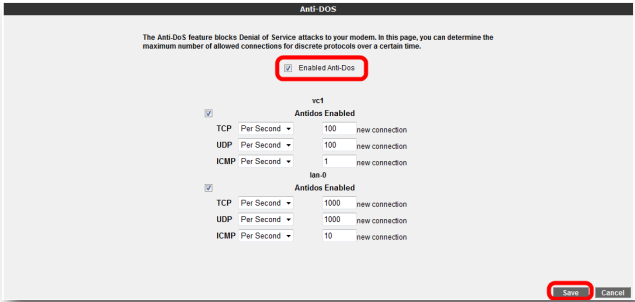 Anti-DOS
The Anti-DoS feature blocks Denial of Service attacks to your modem. In this page, you can determine the
maximum number of allowed connections for discrete protocols over a certain time.
Enabled Anti-Dos
vc1
Antidos Enabled
TCP Per Second 100 new connection
UDP Per Second 100 new connection
ICMP Per Second 1 new connection
lan-0
Antidos Enabled
TCP Per Second 1000 new connection
UDP Per Second 1000 new connection
ICMP Per Second 10 new connection
Save Cancel